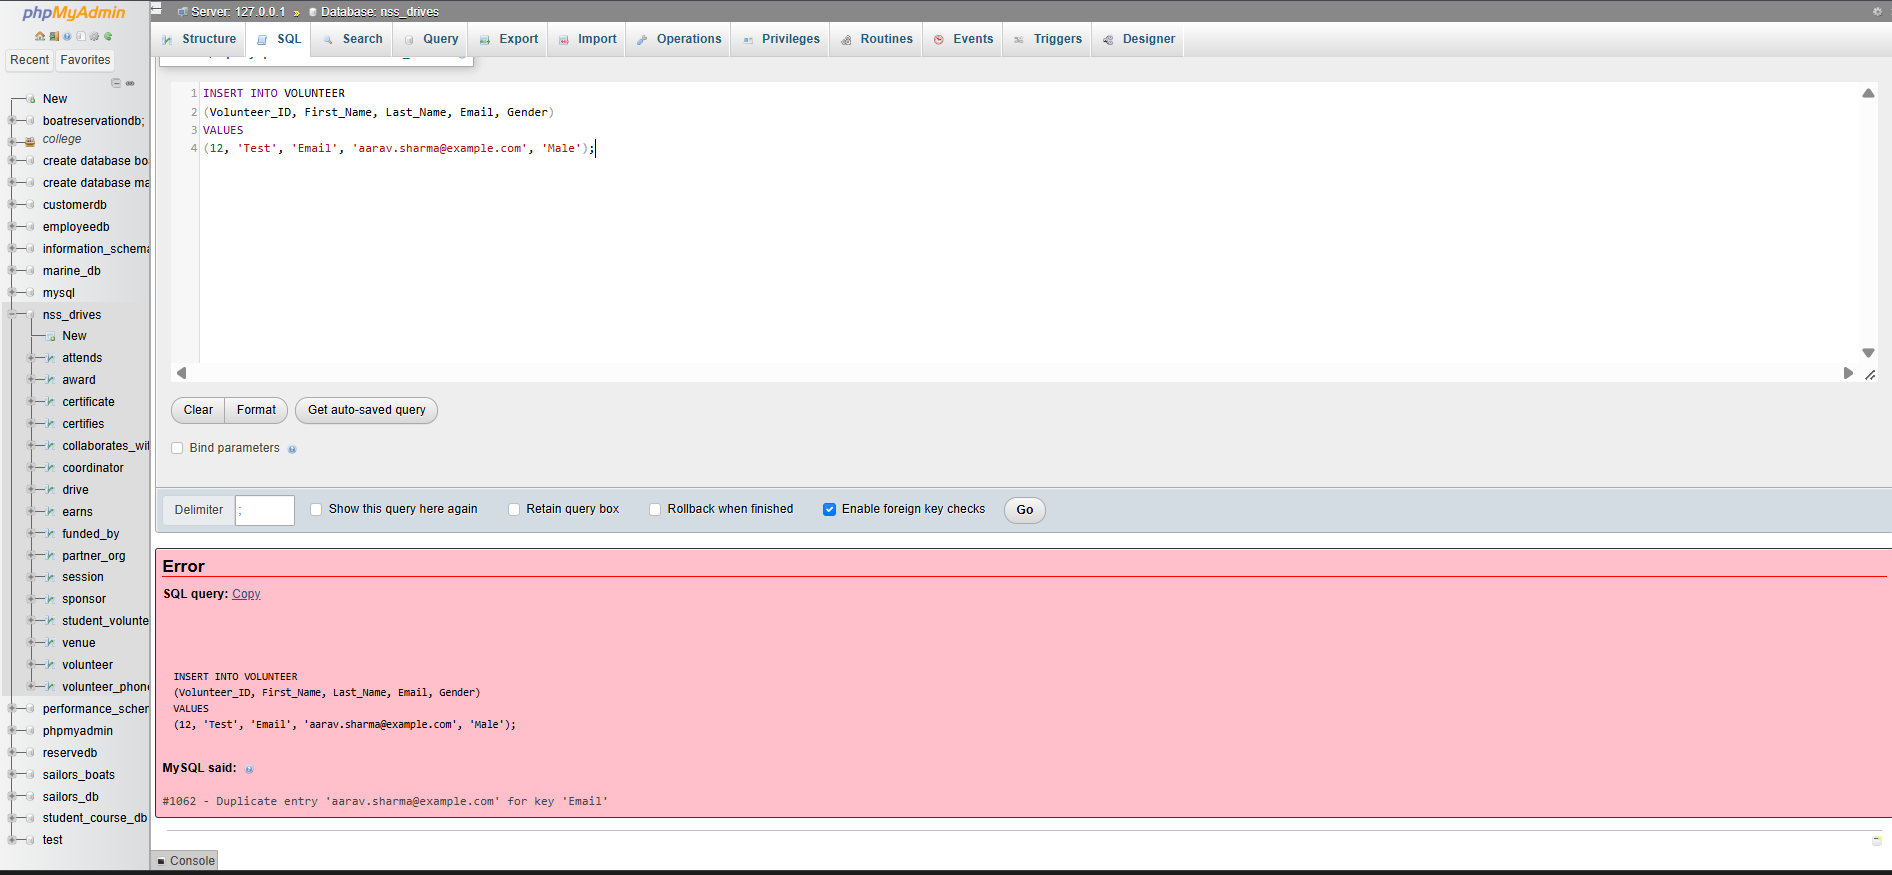 phpMyAdmin
Recent Favorites
New
boatreservationdb;
college
create database bo
create database ma
customerdb
employeedb
information_schema
marine_db
mysql
nss_drives
New
attends
award
certificate
certifies
collaborates_wit
coordinator
drive
earns
funded_by
partner_org
session
sponsor
student_volunte
venue
volunteer
volunteer_phone
performance_schem
phpmyadmin
reservedb
sailors_boats
sailors_db
student_course_db
test
Server: 127.0.0.1 » Database: nss_drives
Structure SQL Search Query Export Import Operations Privileges Routines Events Triggers Designer
1 INSERT INTO VOLUNTEER
2 (Volunteer_ID, First_Name, Last_Name, Email, Gender)
3 VALUES
4 (12, 'Test', 'Email', 'aarav.sharma@example.com', 'Male');
Clear Format Get auto-saved query
Bind parameters
Delimiter ; Show this query here again Retain query box Rollback when finished Enable foreign key checks Go
Error
SQL query: Copy
INSERT INTO VOLUNTEER
(Volunteer_ID, First_Name, Last_Name, Email, Gender)
VALUES
(12, 'Test', 'Email', 'aarav.sharma@example.com', 'Male');
MySQL said:
#1062 - Duplicate entry 'aarav.sharma@example.com' for key 'Email'
Console